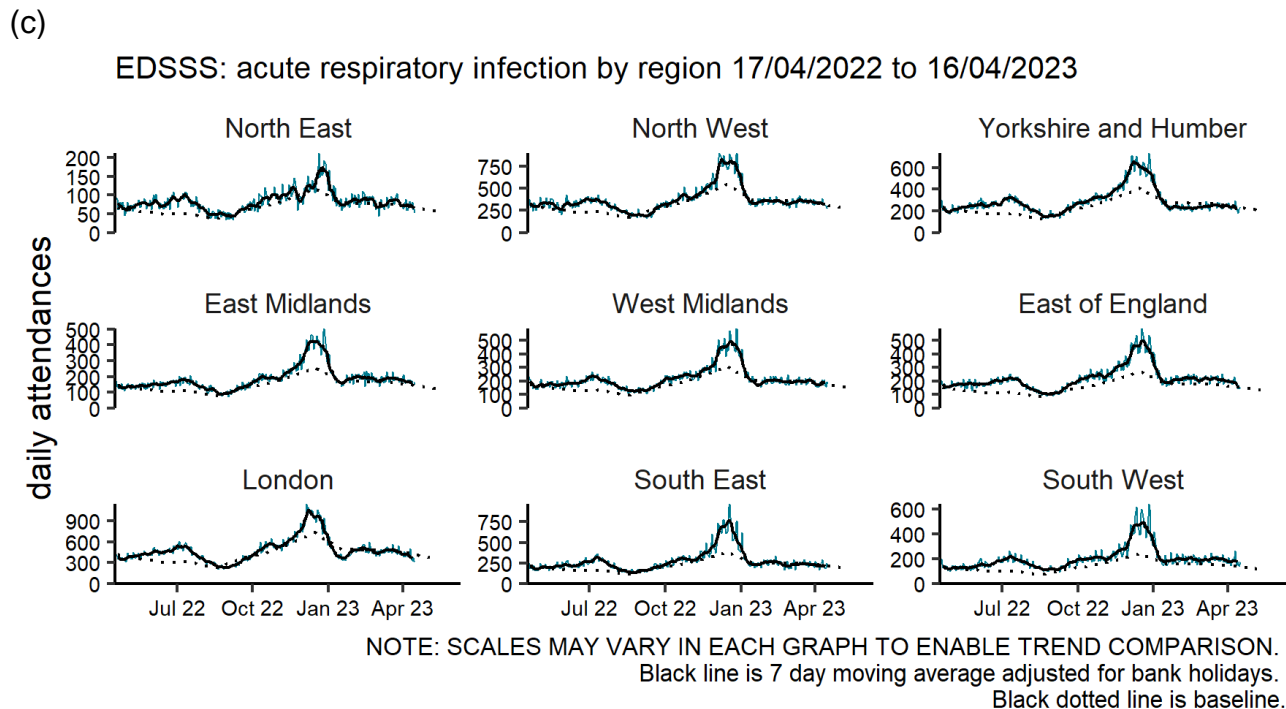 (c)
EDSSS: acute respiratory infection by region 17/04/2022 to 16/04/2023
North East
North West
Yorkshire and Humber
200
150
100
50
0
750
500
250
0
600
400
200
0
East Midlands
West Midlands
East of England
500
400
300
200
100
0
500
400
300
200
100
0
500
400
300
200
100
0
daily attendances
London
South East
South West
900
600
300
0
750
500
250
0
600
400
200
0
Jul 22 Oct 22 Jan 23 Apr 23
Jul 22 Oct 22 Jan 23 Apr 23
Jul 22 Oct 22 Jan 23 Apr 23
NOTE: SCALES MAY VARY IN EACH GRAPH TO ENABLE TREND COMPARISON.
Black line is 7 day moving average adjusted for bank holidays.
Black dotted line is baseline.